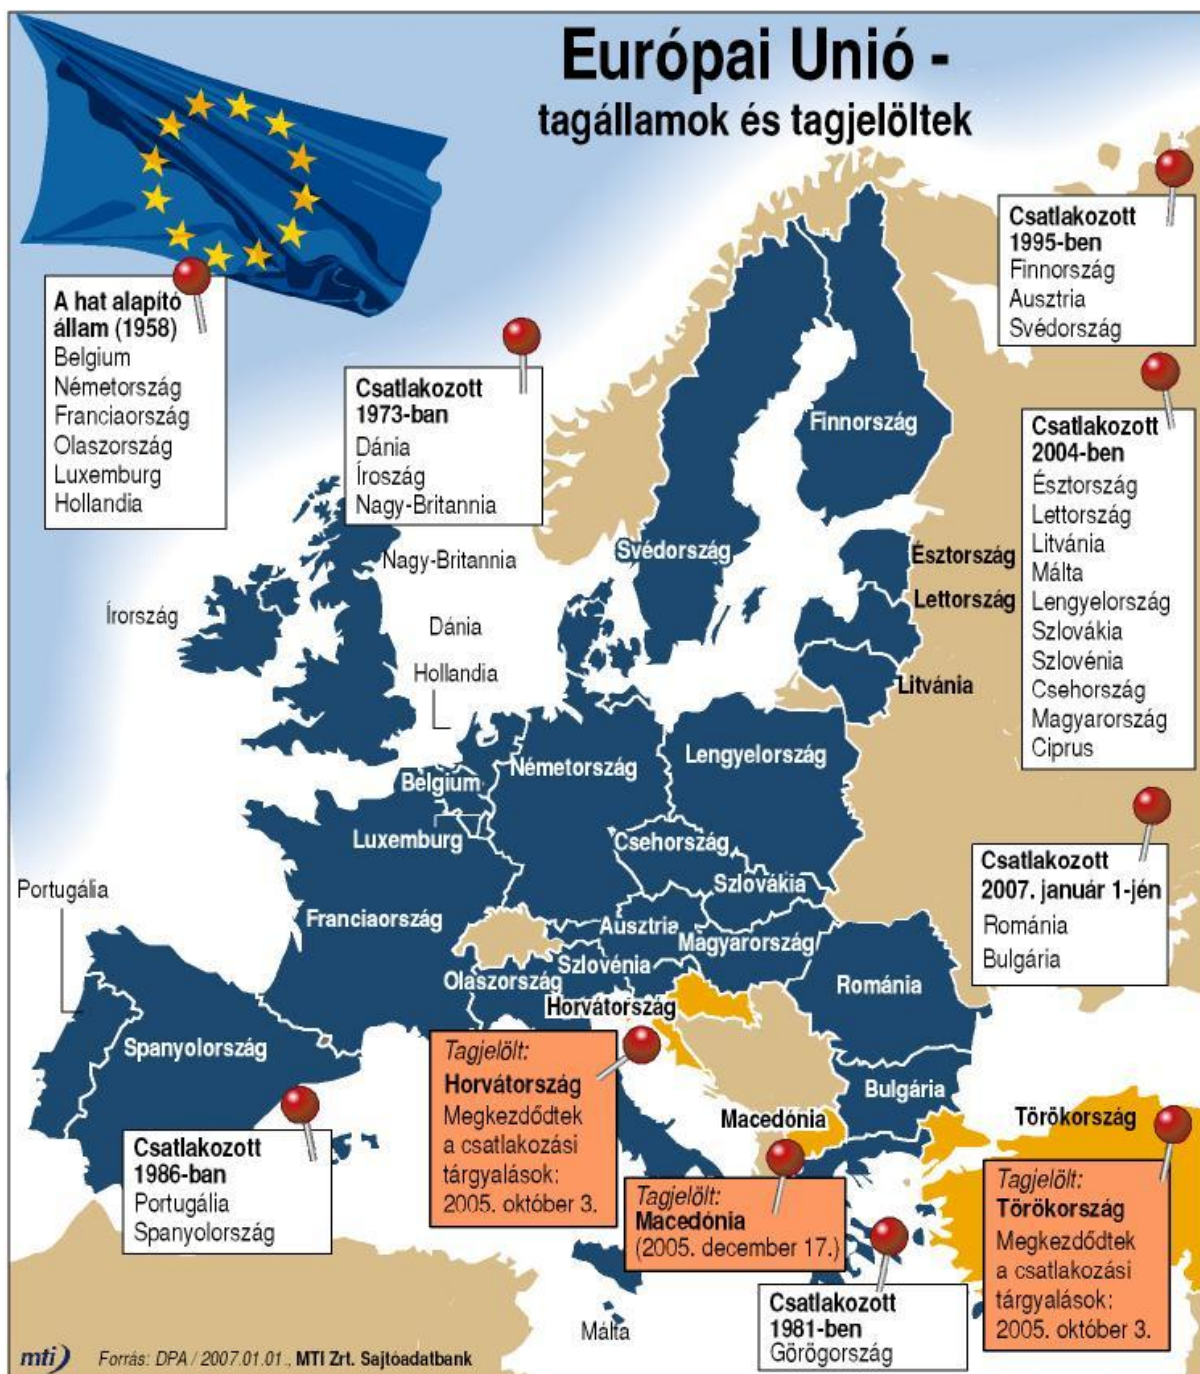 Európai Unió -
tagállamok és tagjelöltek
Csatlakozott
1995-ben
Finnország
Ausztria
Svédország
A hat alapító
állam (1958)
Belgium
Németország
Franciaország
Olaszország
Luxemburg
Hollandia
Csatlakozott
1973-ban
Dánia
Íroszág
Nagy-Britannia
Csatlakozott
2004-ben
Észtország
Lettország
Litvánia
Málta
Lengyelország
Szlovákia
Szlovénia
Csehország
Magyarország
Ciprus
Finnország
Svédország
Észtország
Lettország
Litvánia
Nagy-Britannia
Írország
Dánia
Hollandia
Belgium
Németország
Lengyelország
Luxemburg
Csehország
Szlovákia
Portugália
Franciaország
Ausztria
Magyarország
Szlovénia
Olaszország
Horvátország
Románia
Spanyolország
Bulgária
Macedónia
Törökország
Csatlakozott
2007. január 1-jén
Románia
Bulgária
Tagjelölt:
Horvátország
Megkezdődtek
a csatlakozási
tárgyalások:
2005. október 3.
Csatlakozott
1986-ban
Portugália
Spanyolország
Tagjelölt:
Macedónia
(2005. december 17.)
Tagjelölt:
Törökország
Megkezdődtek
a csatlakozási
tárgyalások:
2005. október 3.
Csatlakozott
1981-ben
Görögország
Málta
mti) Forrás: DPA / 2007.01.01., MTI Zrt. Sajtóadatbank